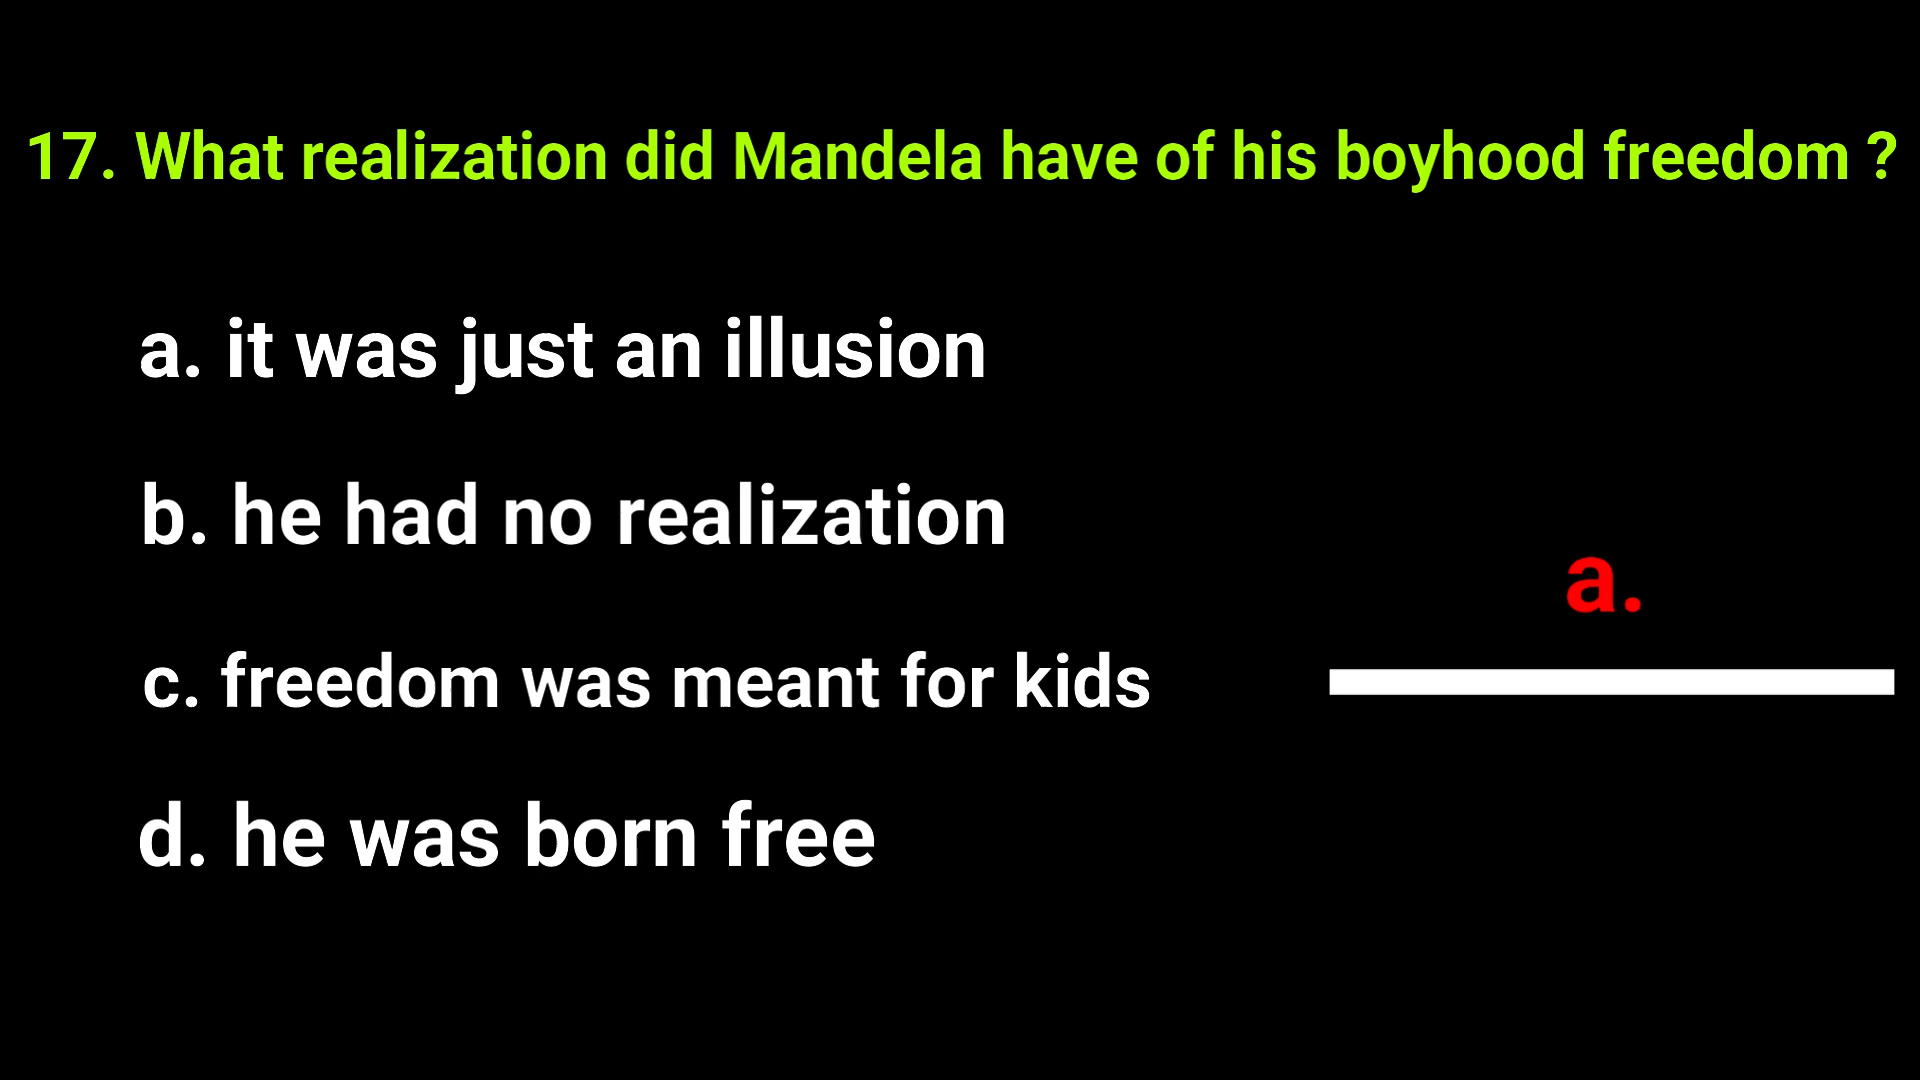 17. What realization did Mandela have of his boyhood freedom ?
a. it was just an illusion
b. he had no realization
a.
c. freedom was meant for kids
d. he was born free